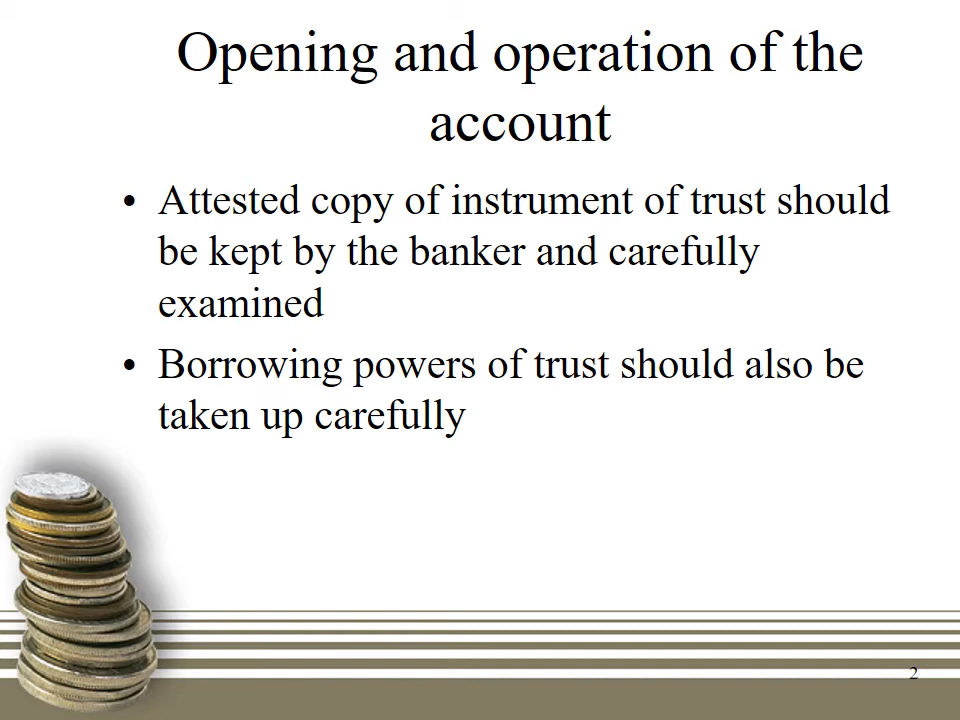 Opening and operation of the
account
• Attested copy of instrument of trust should
be kept by the banker and carefully
examined
• Borrowing powers of trust should also be
taken up carefully
2